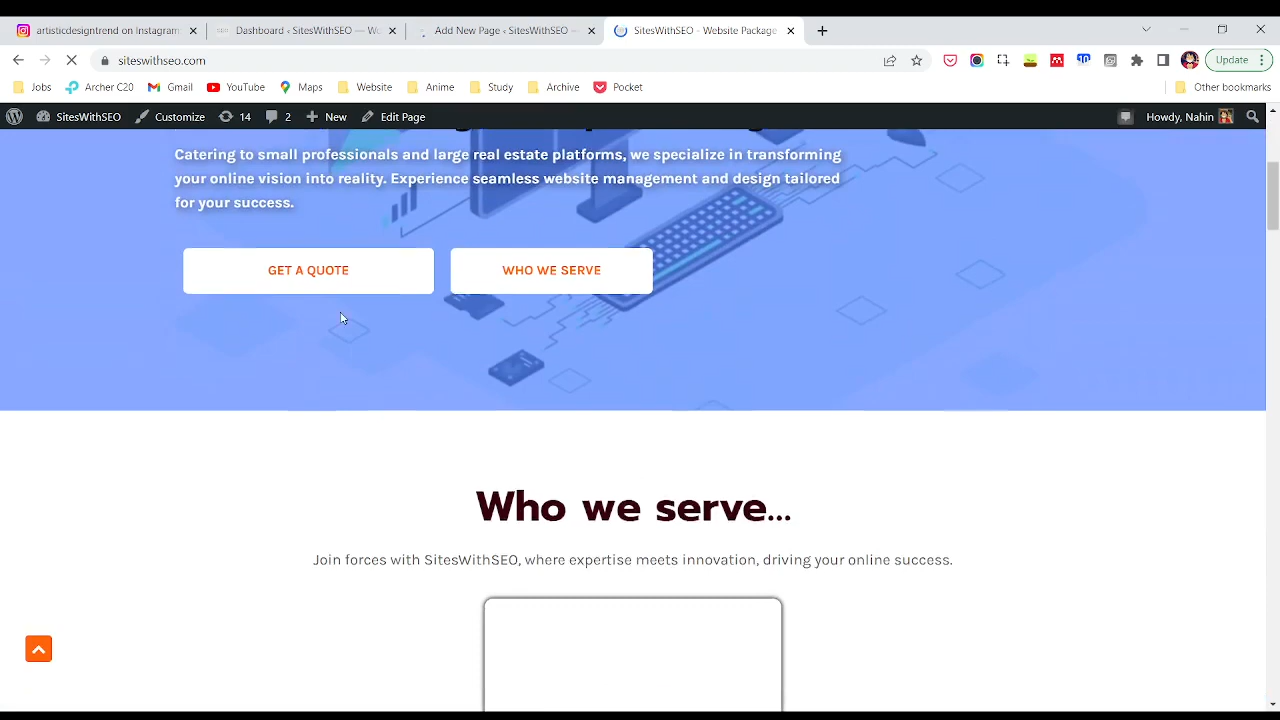 artisticdesigntrend on Instagram
Dashboard ‹ SitesWithSEO — Wo
Add New Page ‹ SitesWithSEO —
SitesWithSEO - Website Package
siteswithseo.com
Update
Jobs
Archer C20
Gmail
YouTube
Maps
Website
Anime
Study
Archive
Pocket
Other bookmarks
SitesWithSEO
Customize
14
2
New
Edit Page
Howdy, Nahin
Catering to small professionals and large real estate platforms, we specialize in transforming
your online vision into reality. Experience seamless website management and design tailored
for your success.
GET A QUOTE
WHO WE SERVE
Who we serve...
Join forces with SitesWithSEO, where expertise meets innovation, driving your online success.